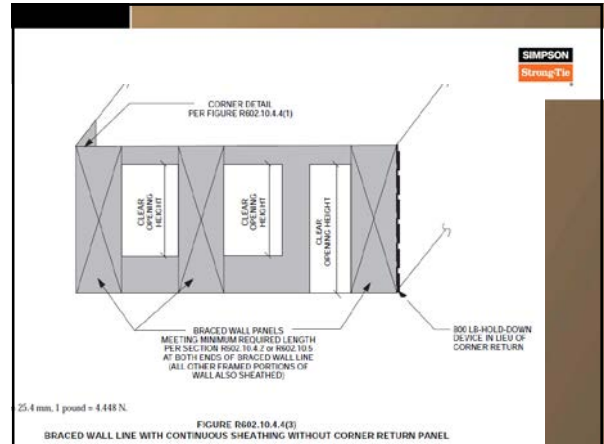 SIMPSON
Strong-Tie
CORNER DETAIL
PER FIGURE R602.10.4.4(1)
CLEAR
OPENING
HEIGHT
CLEAR
OPENING
HEIGHT
CLEAR
OPENING HEIGHT
BRACED WALL PANELS
MEETING MINIMUM REQUIRED LENGTH
PER SECTION R602.10.4.2 or R602.10.5
AT BOTH ENDS OF BRACED WALL LINE
(ALL OTHER FRAMED PORTIONS OF
WALL ALSO SHEATHED)
800 LB-HOLD-DOWN
DEVICE IN LIEU OF
CORNER RETURN
25.4 mm, 1 pound = 4.448 N.
FIGURE R602.10.4.4(3)
BRACED WALL LINE WITH CONTINUOUS SHEATHING WITHOUT CORNER RETURN PANEL